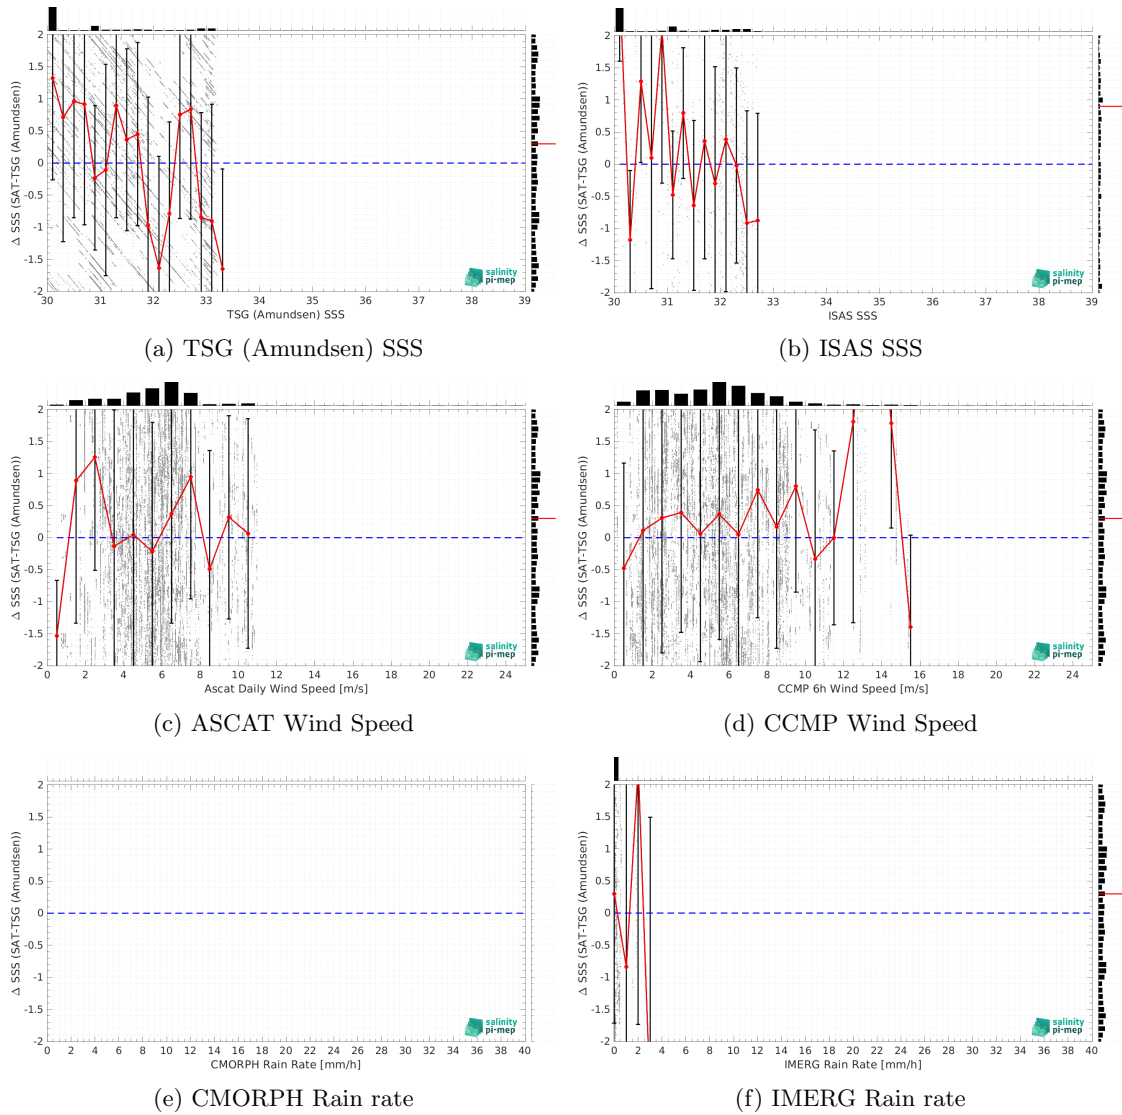 2
1.5
1
0.5
0
-0.5
-1
-1.5
-2
Δ SSS (SAT-TSG (Amundsen))
30 31 32 33 34 35 36 37 38 39
TSG (Amundsen) SSS
salinity
pi-mep
(a) TSG (Amundsen) SSS
2
1.5
1
0.5
0
-0.5
-1
-1.5
-2
Δ SSS (SAT-TSG (Amundsen))
30 31 32 33 34 35 36 37 38 39
ISAS SSS
salinity
pi-mep
(b) ISAS SSS
2
1.5
1
0.5
0
-0.5
-1
-1.5
-2
Δ SSS (SAT-TSG (Amundsen))
0 2 4 6 8 10 12 14 16 18 20 22 24
Ascat Daily Wind Speed [m/s]
salinity
pi-mep
(c) ASCAT Wind Speed
2
1.5
1
0.5
0
-0.5
-1
-1.5
-2
Δ SSS (SAT-TSG (Amundsen))
0 2 4 6 8 10 12 14 16 18 20 22 24
CCMP 6h Wind Speed [m/s]
salinity
pi-mep
(d) CCMP Wind Speed
2
1.5
1
0.5
0
-0.5
-1
-1.5
-2
Δ SSS (SAT-TSG (Amundsen))
0 2 4 6 8 10 12 14 16 18 20 22 24 26 28 30 32 34 36 38 40
CMORPH Rain Rate [mm/h]
salinity
pi-mep
(e) CMORPH Rain rate
2
1.5
1
0.5
0
-0.5
-1
-1.5
-2
Δ SSS (SAT-TSG (Amundsen))
0 2 4 6 8 10 12 14 16 18 20 22 24 26 28 30 32 34 36 38 40
IMERG Rain Rate [mm/h]
salinity
pi-mep
(f) IMERG Rain rate